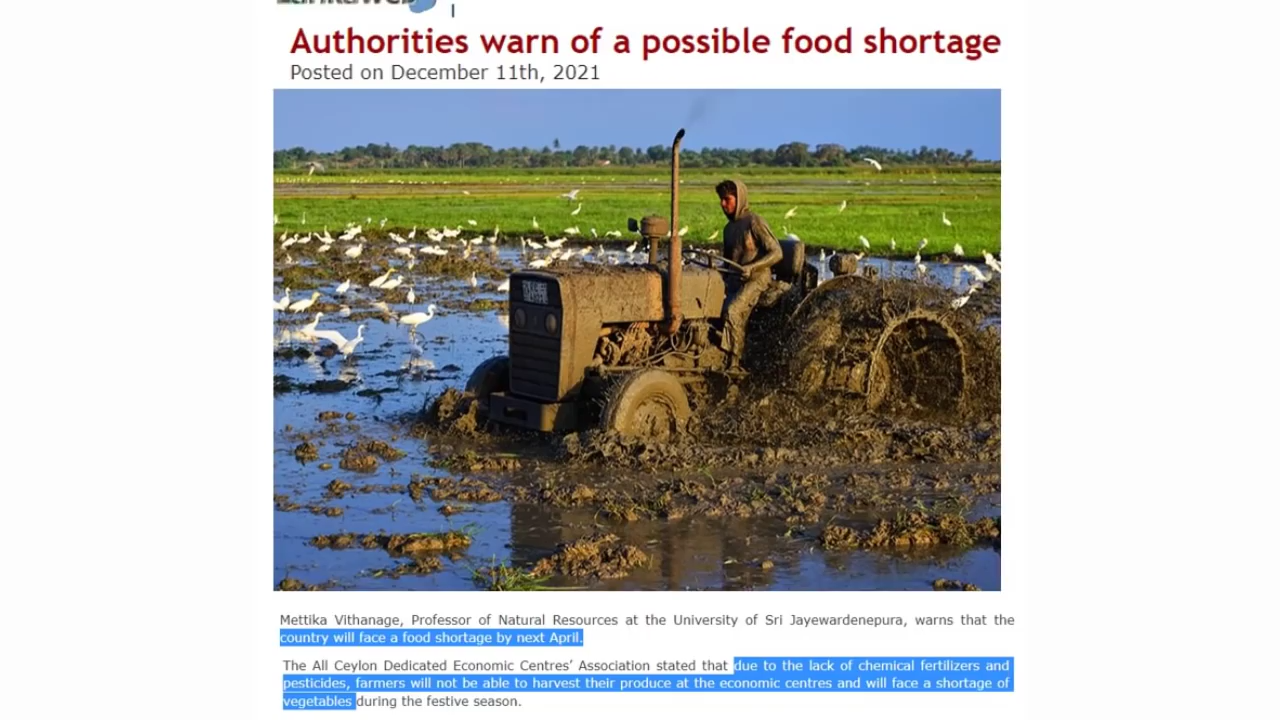 Authorities warn of a possible food shortage
Posted on December 11th, 2021
Mettika Vithanage, Professor of Natural Resources at the University of Sri Jayewardenepura, warns that the
country will face a food shortage by next April.
The All Ceylon Dedicated Economic Centres’ Association stated that due to the lack of chemical fertilizers and
pesticides, farmers will not be able to harvest their produce at the economic centres and will face a shortage of
vegetables during the festive season.